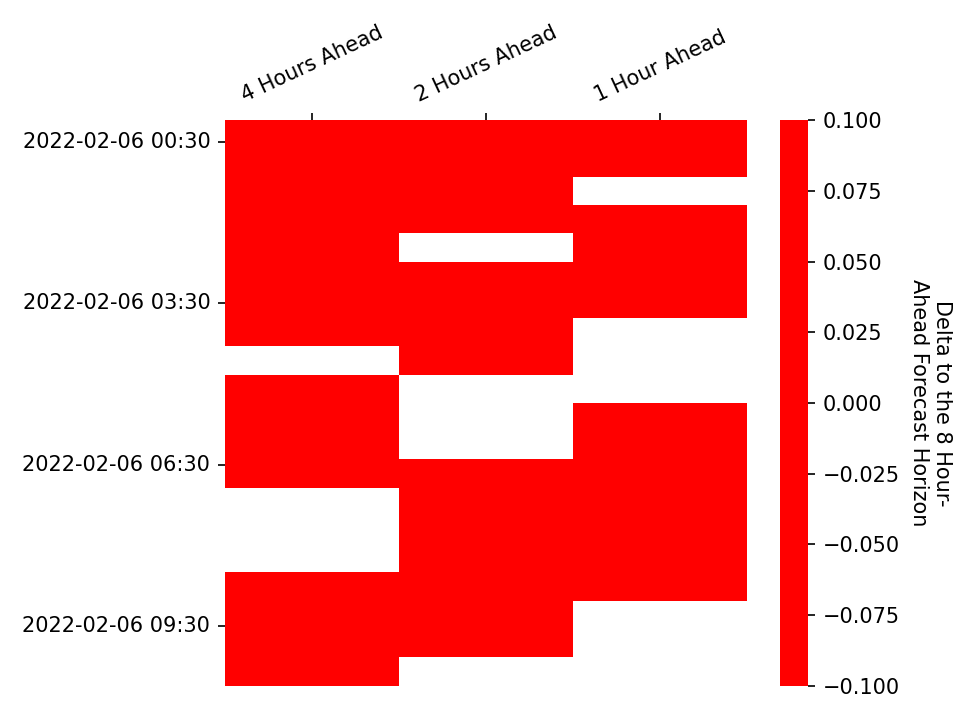 4 Hours Ahead
2 Hours Ahead
1 Hour Ahead
2022-02-06 00:30
2022-02-06 03:30
2022-02-06 06:30
2022-02-06 09:30
0.100
0.075
0.050
0.025
0.000
−0.025
−0.050
−0.075
−0.100
Delta to the 8 Hour-
Ahead Forecast Horizon